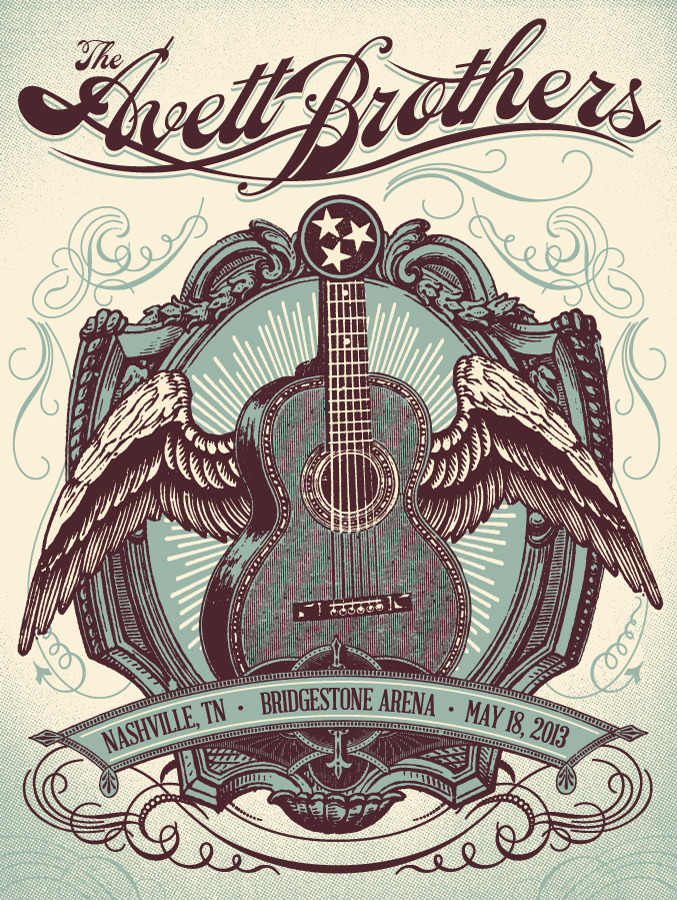 The
Avett Brothers
NASHVILLE, TN • BRIDGESTONE ARENA • MAY 18, 2013